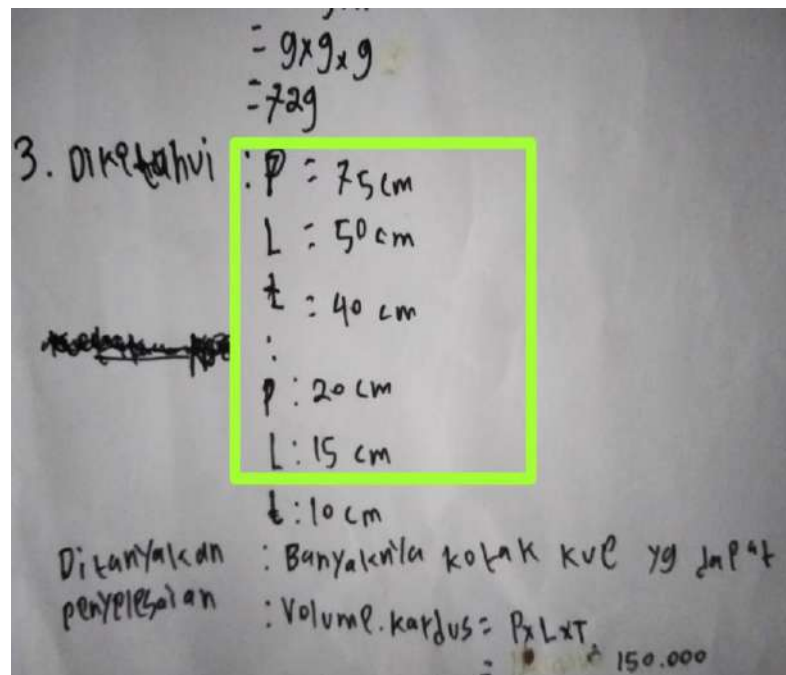 = 9x9x9
= 729
3. Diketahui : P = 75 cm
L = 50 cm
t = 40 cm
:
p : 20 cm
L : 15 cm
t : 10 cm
Ditanyakan : Banyaknya kotak kue yg dapat
penyelesaian : Volume.kardus = PxLxT
= 150.000